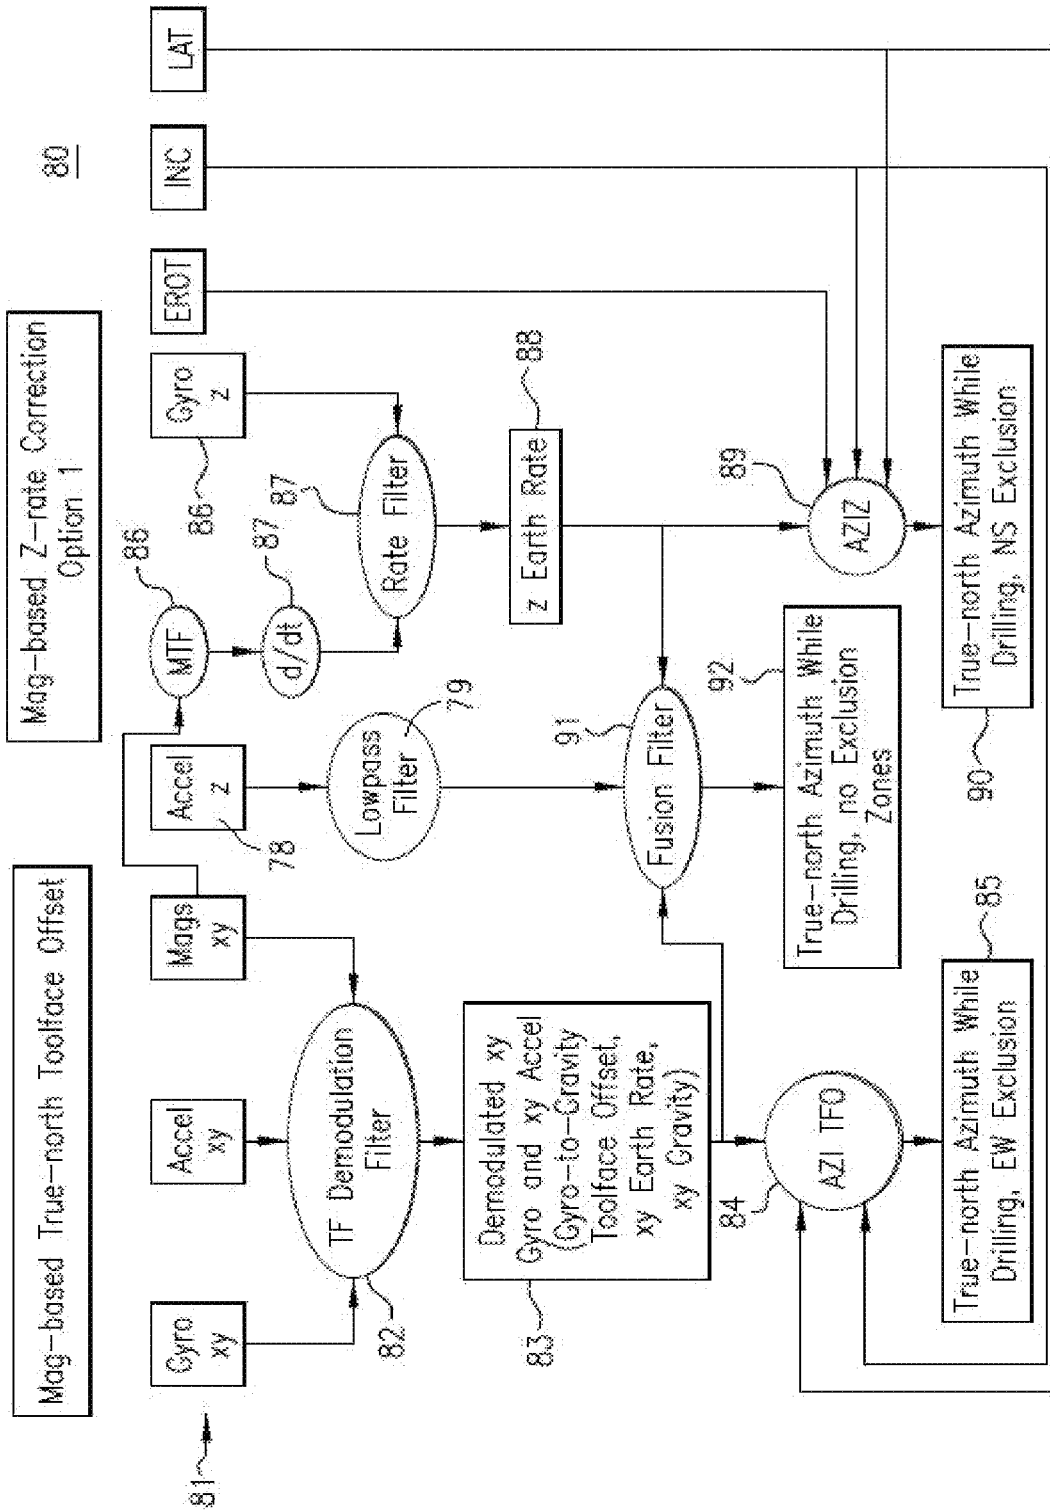 80
Mag-based True-north Toolface Offset
Mag-based Z-rate Correction
Option 1
81
Gyro
xy
Accel
xy
Mags
xy
Accel
z
78
MTF
86
Gyro
z
86
EROT
INC
LAT
d/dt
87
TF Demodulation
Filter
82
Lowpass
Filter
79
Rate Filter
87
Demodulated xy
Gyro and xy Accel
(Gyro-to-Gravity
Toolface Offset,
xy Earth Rate,
xy Gravity)
83
z Earth Rate
88
Fusion Filter
91
AZI TFO
84
AZIZ
89
True-north Azimuth While
Drilling, no Exclusion
Zones
92
True-north Azimuth While
Drilling, EW Exclusion
85
True-north Azimuth While
Drilling, NS Exclusion
90